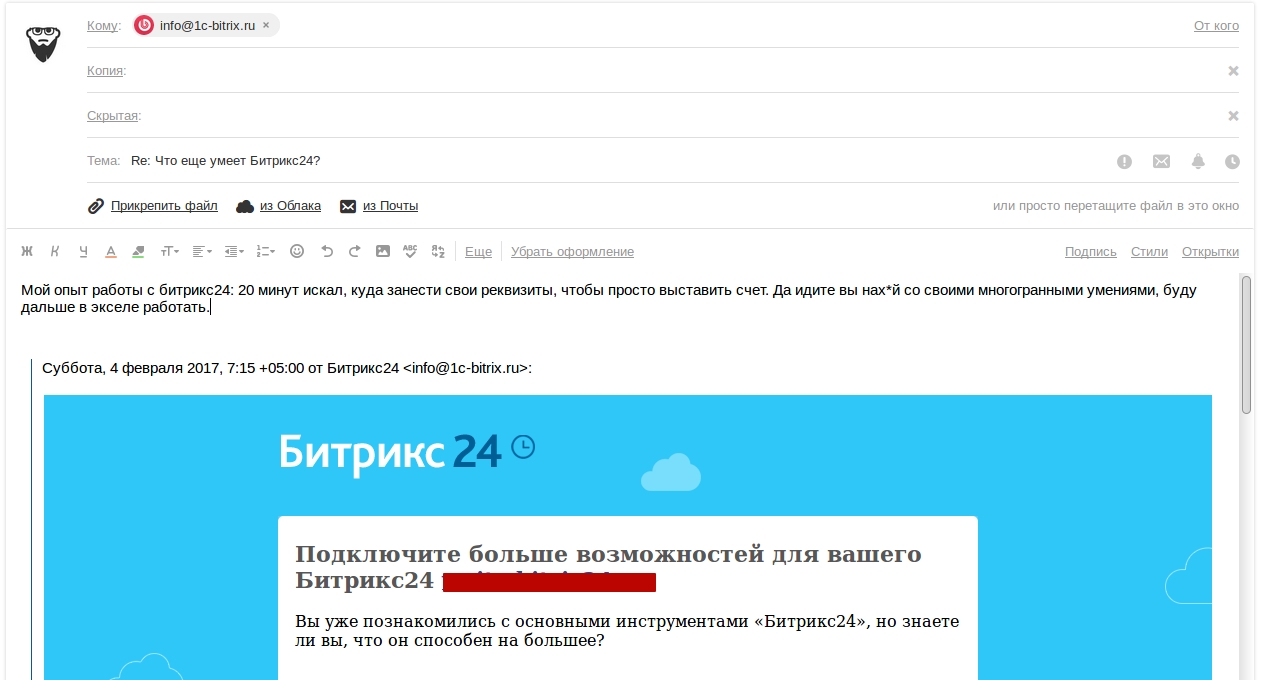 Кому: info@1c-bitrix.ru × От кого
Копия:
Скрытая:
Тема: Re: Что еще умеет Битрикс24?
Прикрепить файл из Облака из Почты или просто перетащите файл в это окно
Ж К Ч А тТ ABC Еще Убрать оформление Подпись Стили Открытки
Мой опыт работы с битрикс24: 20 минут искал, куда занести свои реквизиты, чтобы просто выставить счет. Да идите вы нах*й со своими многогранными умениями, буду
дальше в экселе работать.
Суббота, 4 февраля 2017, 7:15 +05:00 от Битрикс24 <info@1c-bitrix.ru>:
Битрикс 24
Подключите больше возможностей для вашего
Битрикс24
Вы уже познакомились с основными инструментами «Битрикс24», но знаете
ли вы, что он способен на большее?